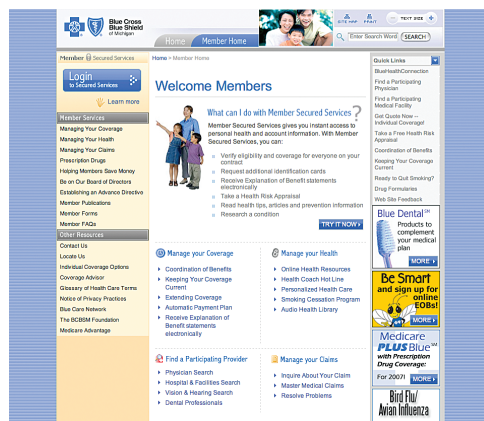 Blue Cross
Blue Shield
of Michigan
Home
Member Home
SITE MAP
PRINT
TEXT SIZE
Enter Search Word
SEARCH
Member Secured Services
Login
to Secured Services
Learn more
Member Services
Managing Your Coverage
Managing Your Health
Managing Your Claims
Prescription Drugs
Helping Members Save Money
Be on Our Board of Directors
Establishing an Advance Directive
Member Publications
Member Forms
Member FAQs
Other Resources
Contact Us
Locate Us
Individual Coverage Options
Coverage Advisor
Glossary of Health Care Terms
Notice of Privacy Practices
Blue Care Network
The BCBSM Foundation
Medicare Advantage
Home > Member Home
Welcome Members
What can I do with Member Secured Services?
Member Secured Services gives you instant access to
personal health and account information. With Member
Secured Services, you can:
Verify eligibility and coverage for everyone on your
contract
Request additional identification cards
Receive Explanation of Benefit statements
electronically
Take a Health Risk Appraisal
Read health tips, articles and prevention information
Research a condition
TRY IT NOW
Manage your Coverage
Coordination of Benefits
Keeping Your Coverage
Current
Extending Coverage
Automatic Payment Plan
Receive Explanation of
Benefit statements
electronically
Manage your Health
Online Health Resources
Health Coach Hot Line
Personalized Health Care
Smoking Cessation Program
Audio Health Library
Find a Participating Provider
Physician Search
Hospital & Facilities Search
Vision & Hearing Search
Dental Professionals
Manage your Claims
Inquire About Your Claim
Master Medical Claims
Resolve Problems
Quick Links
BlueHealthConnection
Find a Participating
Physician
Find a Participating
Medical Facility
Get Quote Now --
Individual Coverage!
Take a Free Health Risk
Appraisal
Coordination of Benefits
Keeping Your Coverage
Current
Ready to Quit Smoking?
Drug Formularies
Web Site Feedback
Blue Dental SM
Products to
complement
your medical
plan
MORE
Be Smart
and sign up for
online
EOBs!
MORE
Medicare
PLUS Blue SM
with Prescription
Drug Coverage:
For 2007!
MORE
Bird Flu/
Avian Influenza